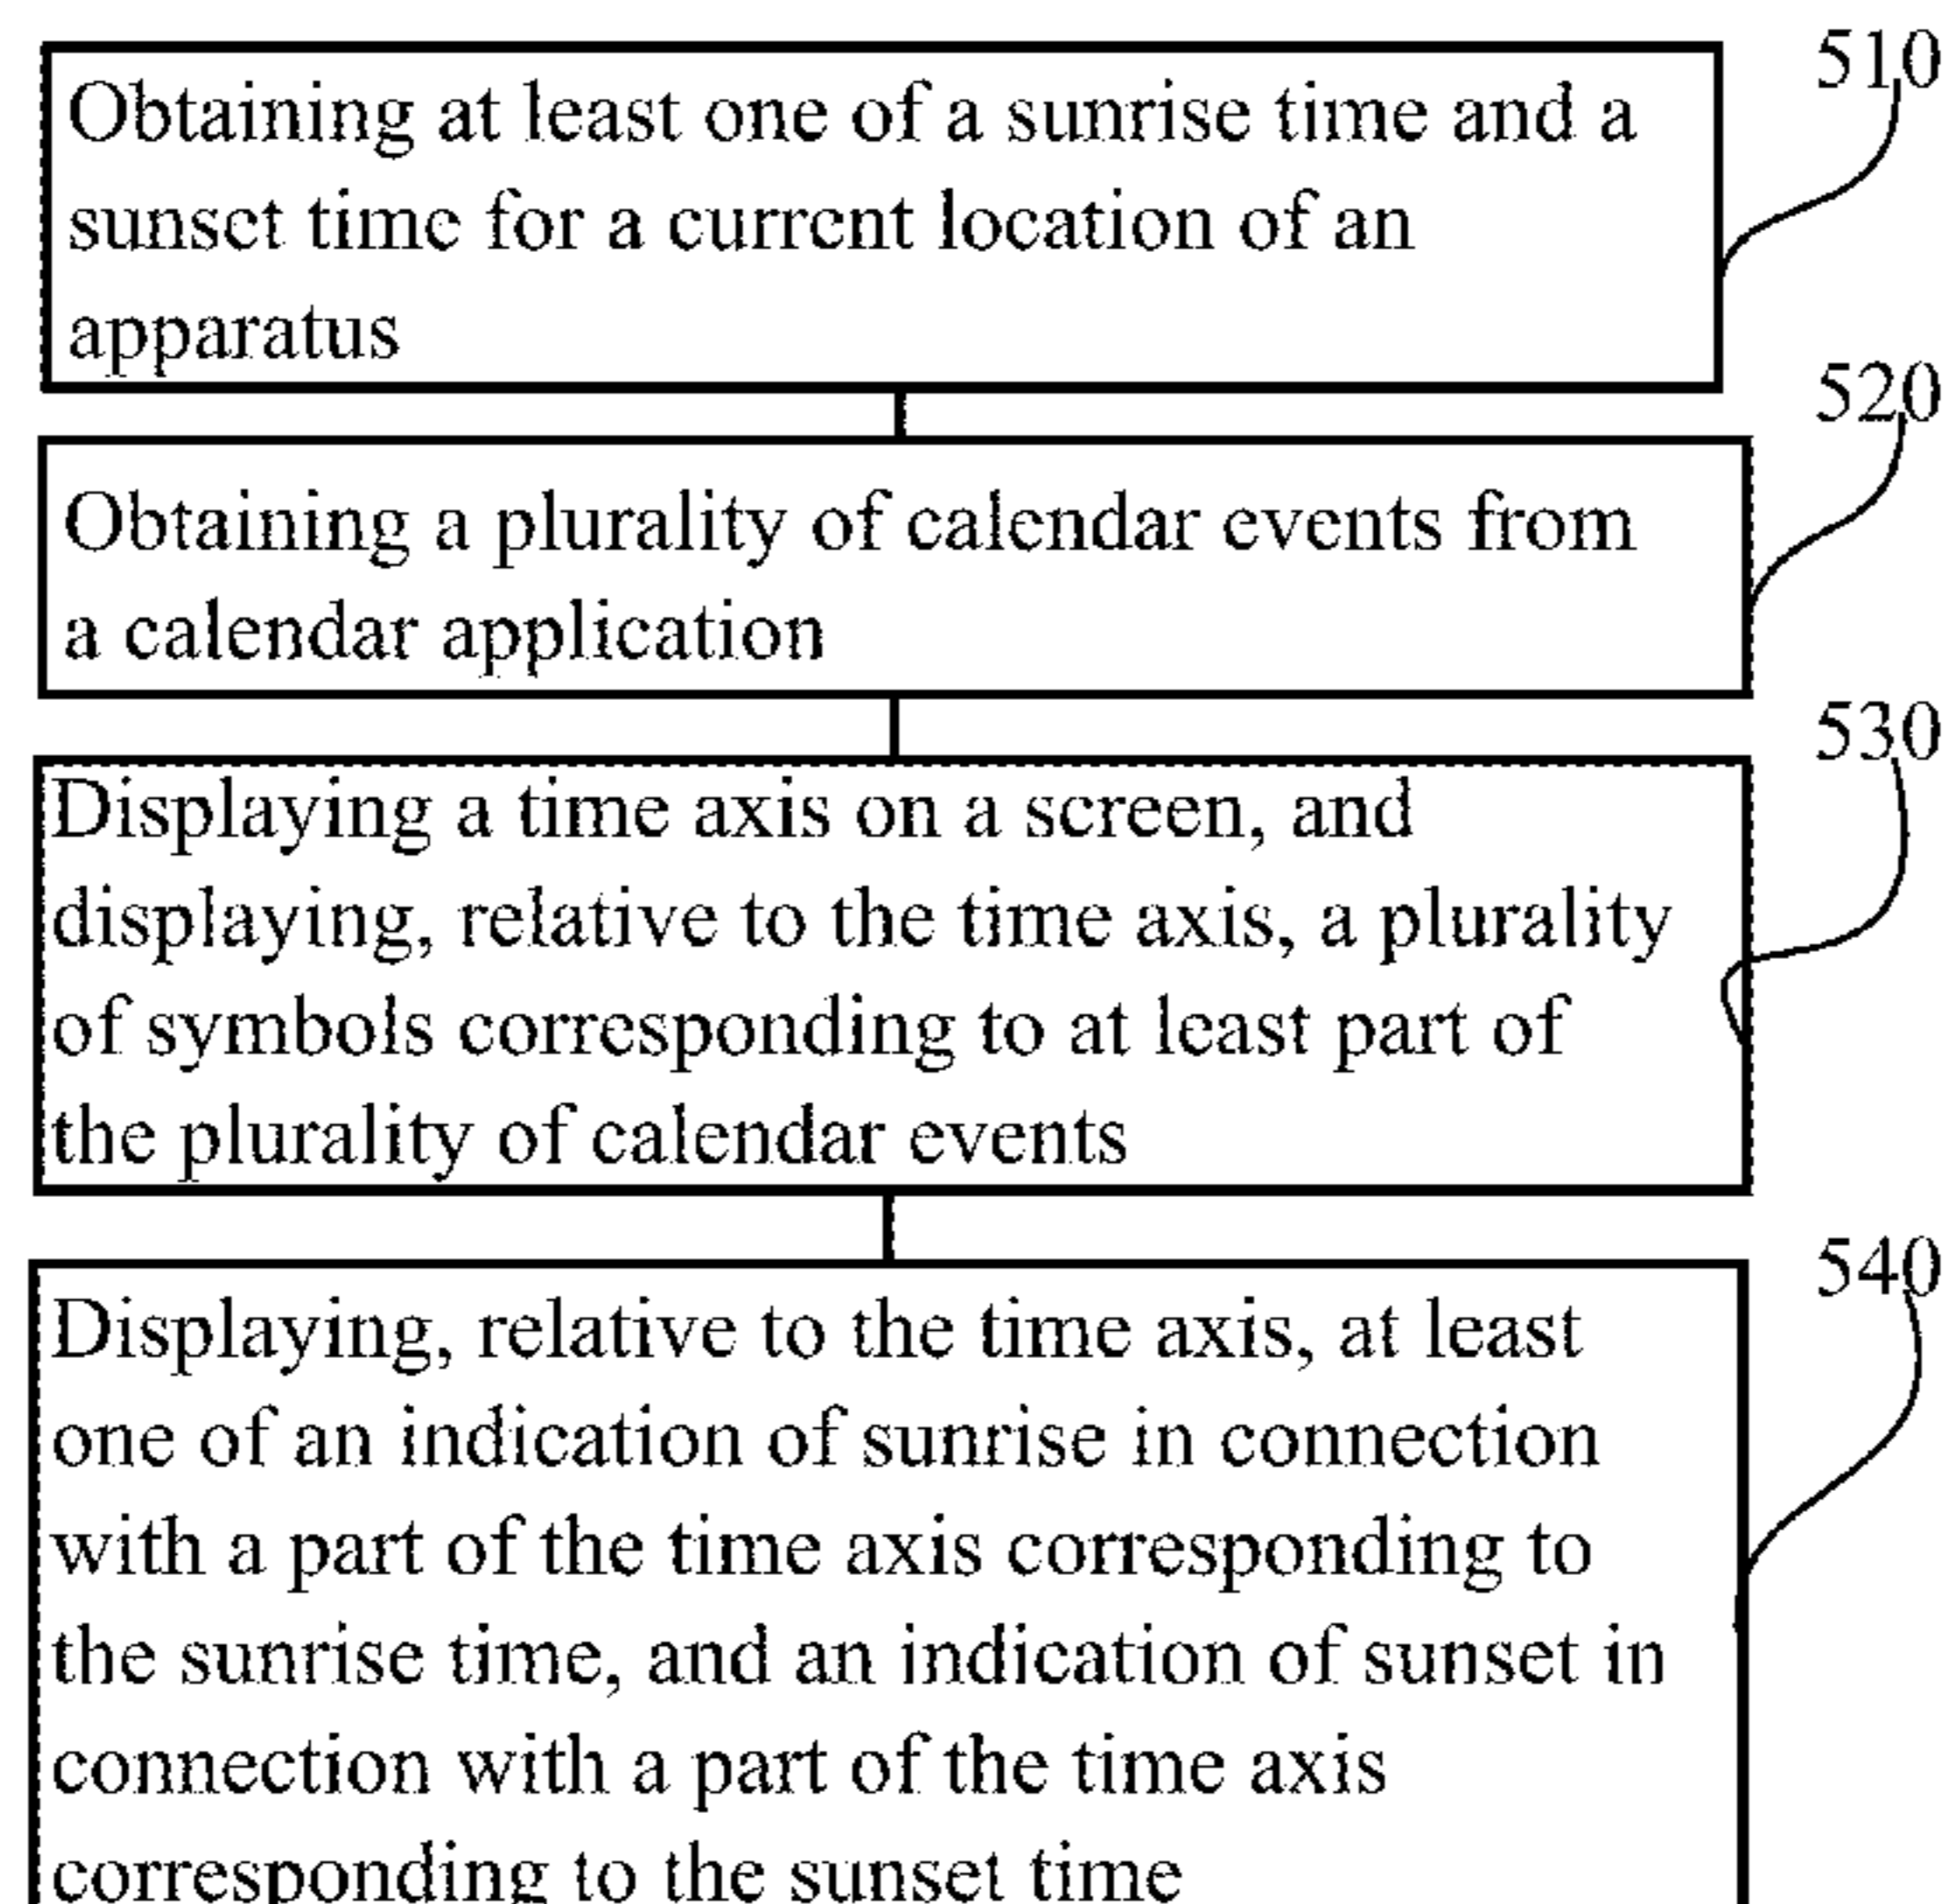 510
Obtaining at least one of a sunrise time and a
sunset time for a current location of an
apparatus
520
Obtaining a plurality of calendar events from
a calendar application
530
Displaying a time axis on a screen, and
displaying, relative to the time axis, a plurality
of symbols corresponding to at least part of
the plurality of calendar events
540
Displaying, relative to the time axis, at least
one of an indication of sunrise in connection
with a part of the time axis corresponding to
the sunrise time, and an indication of sunset in
connection with a part of the time axis
corresponding to the sunset time